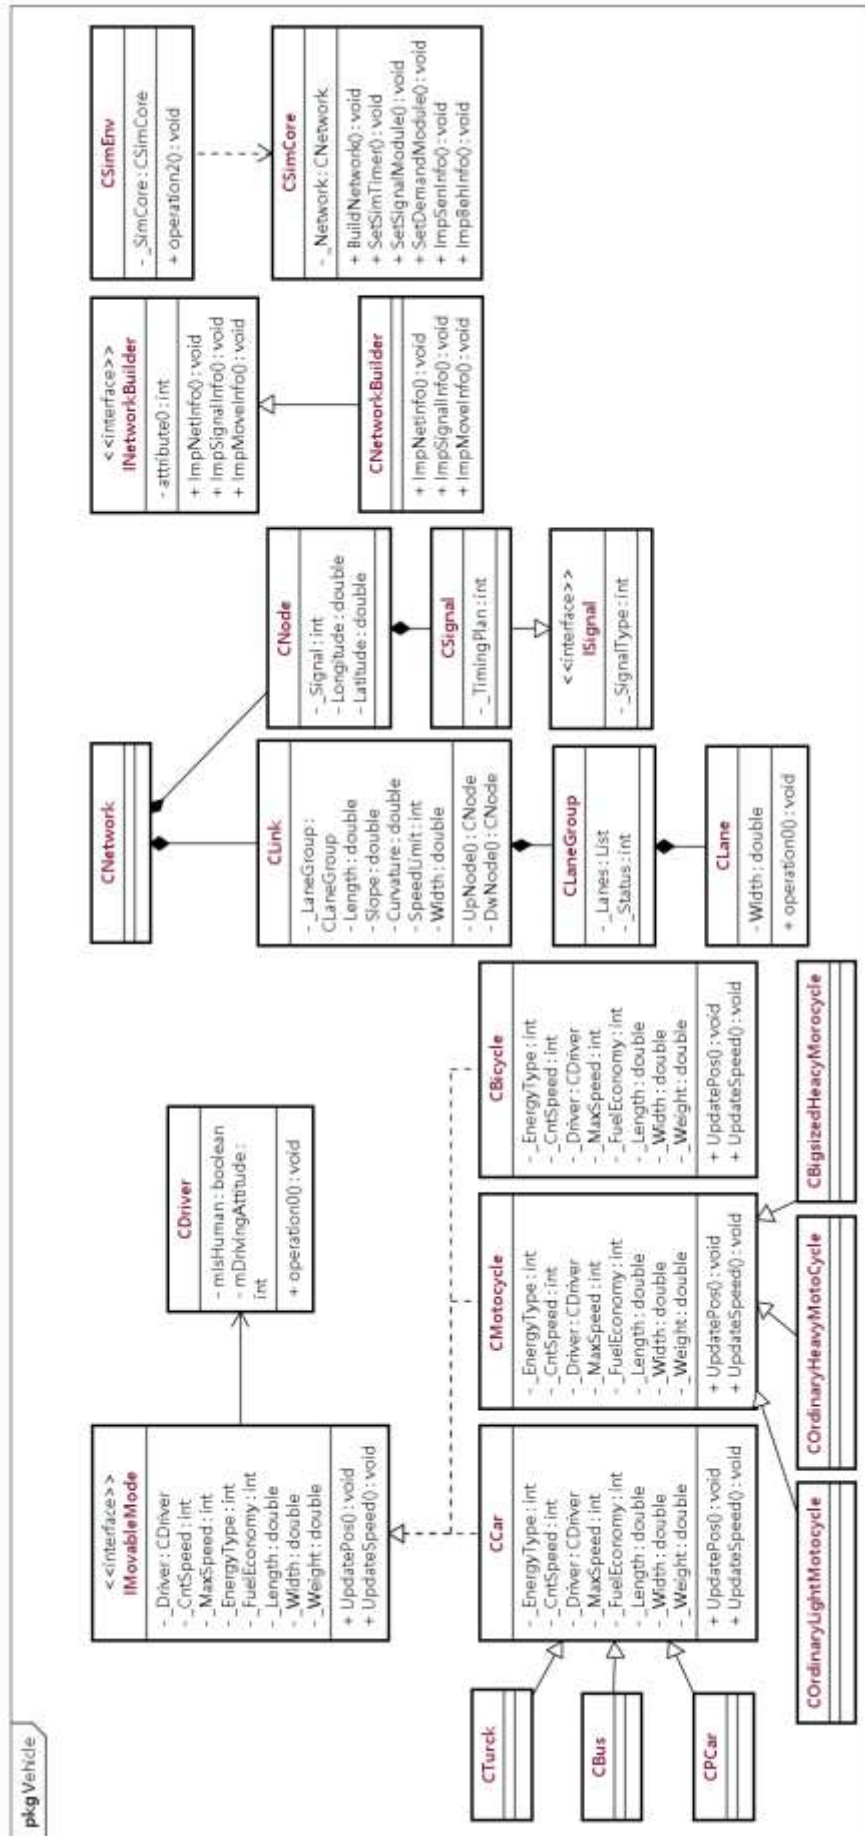 pkg Vehicle
<<interface>>
IMovableMode
- _Driver : CDriver
- _CntSpeed : int
- _MaxSpeed : int
- _EnergyType : int
- _FuelEconomy : int
- _Length : double
- _Width : double
- _Weight : double
+ UpdatePos() : void
+ UpdateSpeed() : void
CDriver
- mIsHuman : boolean
- mDrivingAttitude :
int
+ operation0() : void
CTurck
CBus
CPCar
CCar
- _EnergyType : int
- _CntSpeed : int
- _Driver : CDriver
- _MaxSpeed : int
- _FuelEconomy : int
- _Length : double
- _Width : double
- _Weight : double
+ UpdatePos() : void
+ UpdateSpeed() : void
CMotocycle
- _EnergyType : int
- _CntSpeed : int
- _Driver : CDriver
- _MaxSpeed : int
- _FuelEconomy : int
- _Length : double
- _Width : double
- _Weight : double
+ UpdatePos() : void
+ UpdateSpeed() : void
CBicycle
- _EnergyType : int
- _CntSpeed : int
- _Driver : CDriver
- _MaxSpeed : int
- _FuelEconomy : int
- _Length : double
- _Width : double
- _Weight : double
+ UpdatePos() : void
+ UpdateSpeed() : void
COrdinaryLightMotocycle
COrdinaryHeavyMotoCycle
CBigsizedHeacyMorocycle
CNetwork
CLink
- _LaneGroup :
CLaneGroup
- Length : double
- Slope : double
- Curvature : double
- SpeedLimit : int
- Width : double
- UpNode() : CNode
- DwNode() : CNode
CLaneGroup
- _Lanes : List
- _Status : int
CLane
- Width : double
+ operation0() : void
CNode
- _Signal : int
- Longitude : double
- Latitude : double
CSignal
- _TimingPlan : int
<<interface>>
ISignal
- _SignalType : int
<<interface>>
INetworkBuilder
- attribute0 : int
+ ImpNetInfo() : void
+ ImpSignalInfo() : void
+ ImpMoveInfo() : void
CNetworkBuilder
+ ImpNetInfo() : void
+ ImpSignalInfo() : void
+ ImpMoveInfo() : void
CSimEnv
- _SimCore : CSimCore
+ operation2() : void
CSimCore
- _Network : CNetwork
+ BuildNetwork() : void
+ SetSimTimer() : void
+ SetSignalModule() : void
+ SetDemandModule() : void
+ ImpSenInfo() : void
+ ImpBehInfo() : void